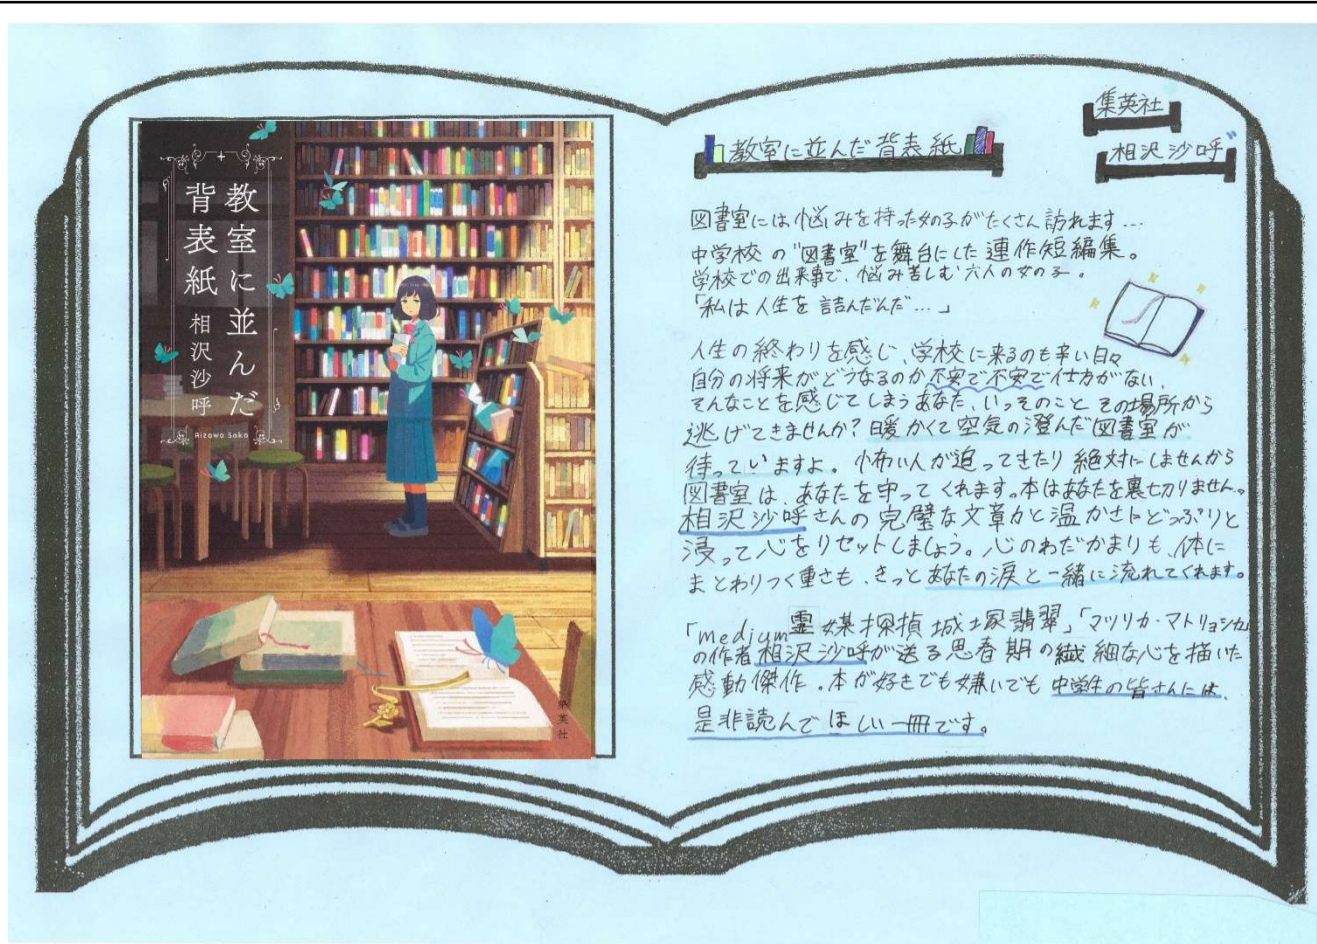 教室に並んだ
背表紙
相沢沙呼
Aizawa Sako
集英社
集英社
教室に並んだ背表紙
相沢沙呼
図書室には悩みを持った女の子がたくさん訪れます…
中学校の"図書室"を舞台にした連作短編集。
学校での出来事で、悩み苦しむ六人の女の子。
「私は人生を詰んだんだ…」
人生の終わりを感じ、学校に来るのも辛い日々
自分の将来がどうなるのか不安で不安で仕方がない、
そんなことを感じてしまうあなた、いっそのこと その場所から
逃げてきませんか?暖かくて空気の澄んだ図書室が
待っていますよ。怖い人が追ってきたり絶対にしませんから
図書室は、あなたを守ってくれます。本はあなたを裏切りません。
相沢沙呼さんの完璧な文章力と温かさにどっぷりと
浸って心をリセットしましょう。心のわだかまりも、体に
まとわりつく重さも、きっとあなたの涙と一緒に流れてくれます。
「medium霊媒探偵城塚翡翠」「マツリカ・マトリョシカ」
の作者相沢沙呼が送る思春期の繊細な心を描いた
感動傑作。本が好きでも嫌いでも 中学生の皆さんには、
是非読んでほしい一冊です。